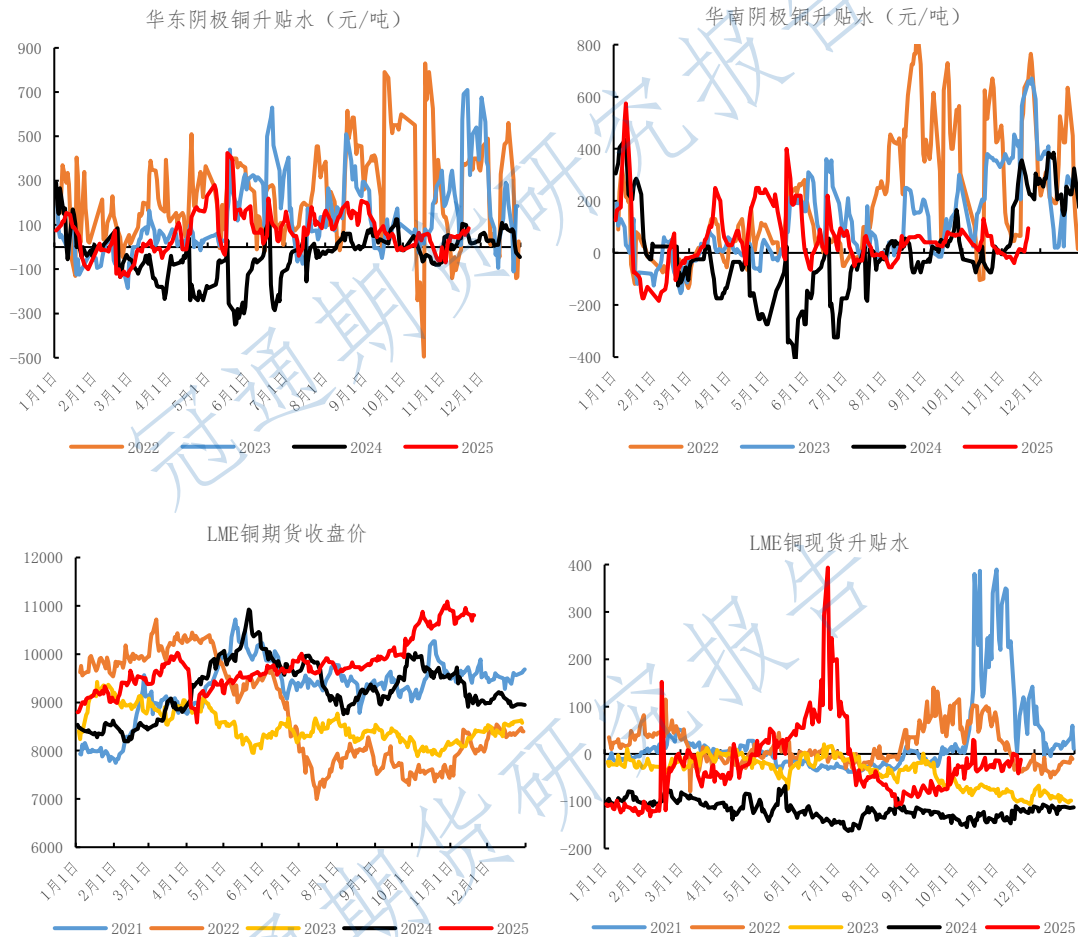 华东阴极铜升贴水（元/吨）
900
700
500
300
100
-100
-300
-500
1月1日
2月1日
3月1日
4月1日
5月1日
6月1日
7月1日
8月1日
9月1日
10月1日
11月1日
12月1日
2022 2023 2024 2025
华南阴极铜升贴水（元/吨）
800
600
400
200
0
-200
-400
1月1日
2月1日
3月1日
4月1日
5月1日
6月1日
7月1日
8月1日
9月1日
10月1日
11月1日
12月1日
2022 2023 2024 2025
LME铜期货收盘价
12000
11000
10000
9000
8000
7000
6000
1月1日
2月1日
3月1日
4月1日
5月1日
6月1日
7月1日
8月1日
9月1日
10月1日
11月1日
12月1日
2021 2022 2023 2024 2025
LME铜现货升贴水
400
300
200
100
0
-100
-200
1月1日
2月1日
3月1日
4月1日
5月1日
6月1日
7月1日
8月1日
9月1日
10月1日
11月1日
12月1日
2021 2022 2023 2024 2025
冠通期货研究报告
期货研究报告